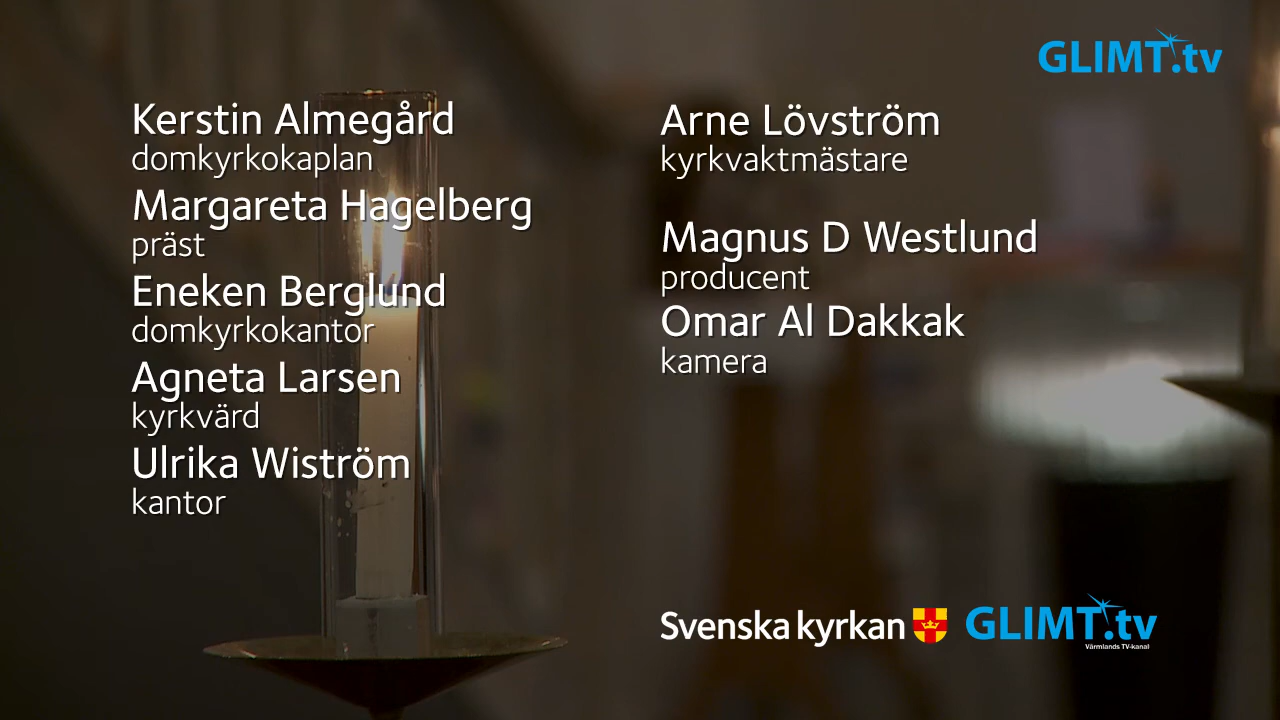 GLIMT.tv
Kerstin Almegård
domkyrkokaplan
Margareta Hagelberg
präst
Eneken Berglund
domkyrkokantor
Agneta Larsen
kyrkvärd
Ulrika Wiström
kantor
Arne Lövström
kyrkvaktmästare
Magnus D Westlund
producent
Omar Al Dakkak
kamera
Svenska kyrkan
GLIMT.tv
Värmlands TV-kanal